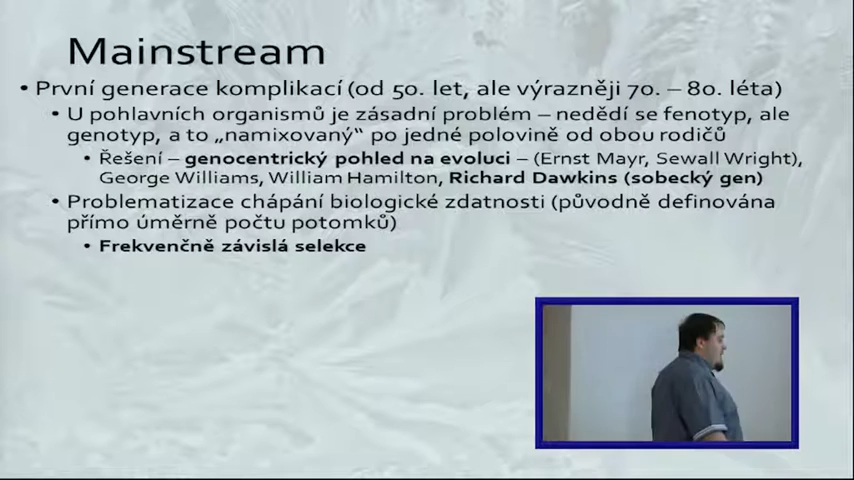 Mainstream
• První generace komplikací (od 50. let, ale výrazněji 70. – 80. léta)
• U pohlavních organismů je zásadní problém – nedědí se fenotyp, ale
genotyp, a to „namixovaný“ po jedné polovině od obou rodičů
• Řešení – genocentrický pohled na evoluci – (Ernst Mayr, Sewall Wright),
George Williams, William Hamilton, Richard Dawkins (sobecký gen)
• Problematizace chápání biologické zdatnosti (původně definována
přímo úměrně počtu potomků)
• Frekvenčně závislá selekce